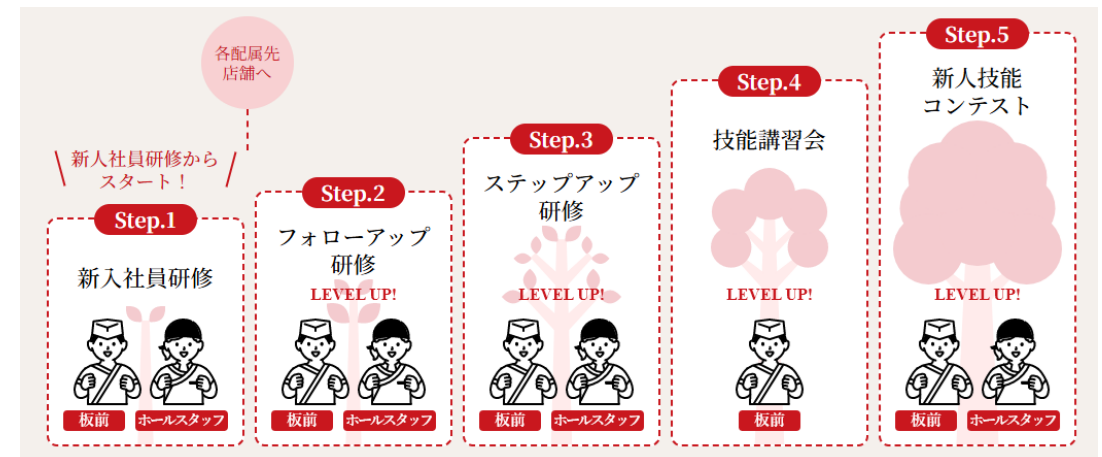 各配属先
店舗へ
新人社員研修から
スタート！
Step.1
新入社員研修
板前
ホールスタッフ
Step.2
フォローアップ
研修
LEVEL UP!
板前
ホールスタッフ
Step.3
ステップアップ
研修
LEVEL UP!
板前
ホールスタッフ
Step.4
技能講習会
LEVEL UP!
板前
Step.5
新人技能
コンテスト
LEVEL UP!
板前
ホールスタッフ